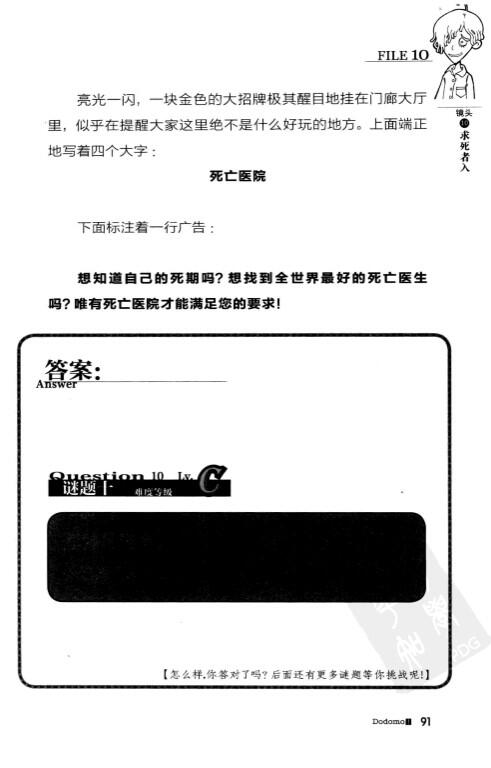 FILE 10
镜头⑩求死者入
亮光一闪，一块金色的大招牌极其醒目地挂在门廊大厅
里，似乎在提醒大家这里绝不是什么好玩的地方。上面端正
地写着四个大字：
死亡医院
下面标注着一行广告：
想知道自己的死期吗？想找到全世界最好的死亡医生
吗？唯有死亡医院才能满足您的要求！
答案：
Answer
Question 10 Lv. C
谜题十 难度等级
【怎么样，你答对了吗？后面还有更多谜题等你挑战呢！】
Dodomo 91